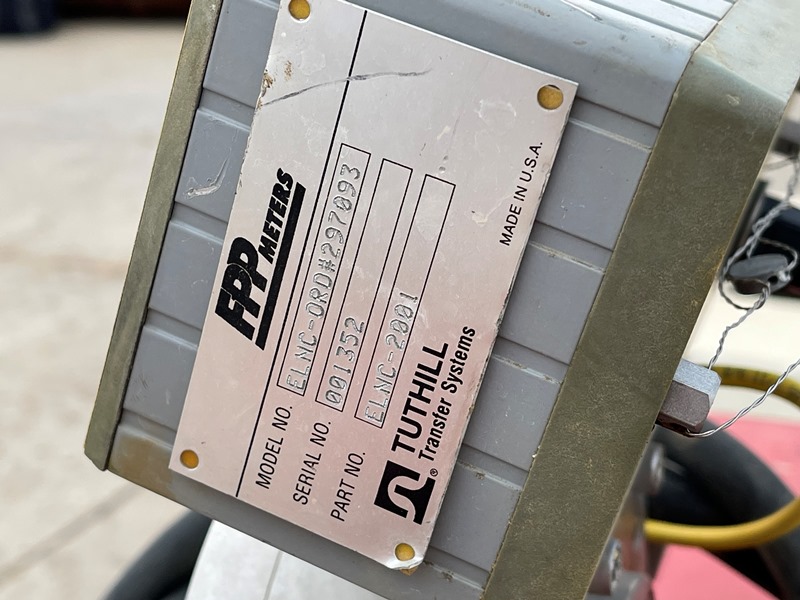 FPP
METERS
MODEL NO. ELNC-ORD#297093
SERIAL NO. 001352
PART NO. ELNC-2001
TUTHILL
® Transfer Systems
MADE IN U.S.A.